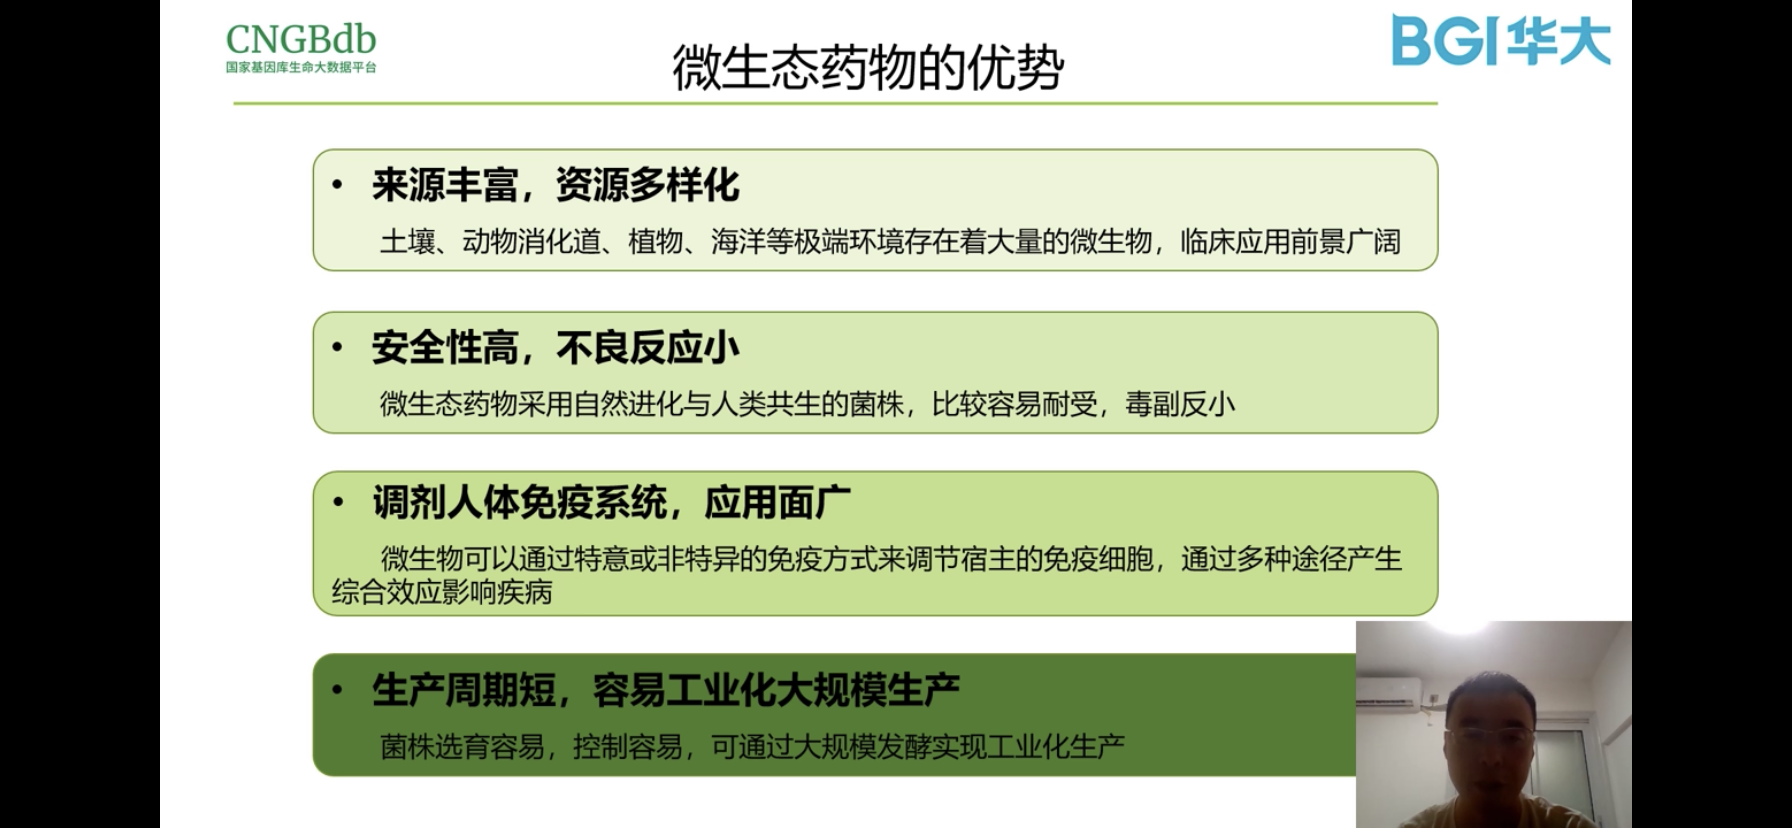 CNGBdb
国家基因库生命大数据平台
BGI华大
微生态药物的优势
• 来源丰富，资源多样化
土壤、动物消化道、植物、海洋等极端环境存在着大量的微生物，临床应用前景广阔
• 安全性高，不良反应小
微生态药物采用自然进化与人类共生的菌株，比较容易耐受，毒副反小
• 调剂人体免疫系统，应用面广
微生物可以通过特意或非特异的免疫方式来调节宿主的免疫细胞，通过多种途径产生
综合效应影响疾病
• 生产周期短，容易工业化大规模生产
菌株选育容易，控制容易，可通过大规模发酵实现工业化生产